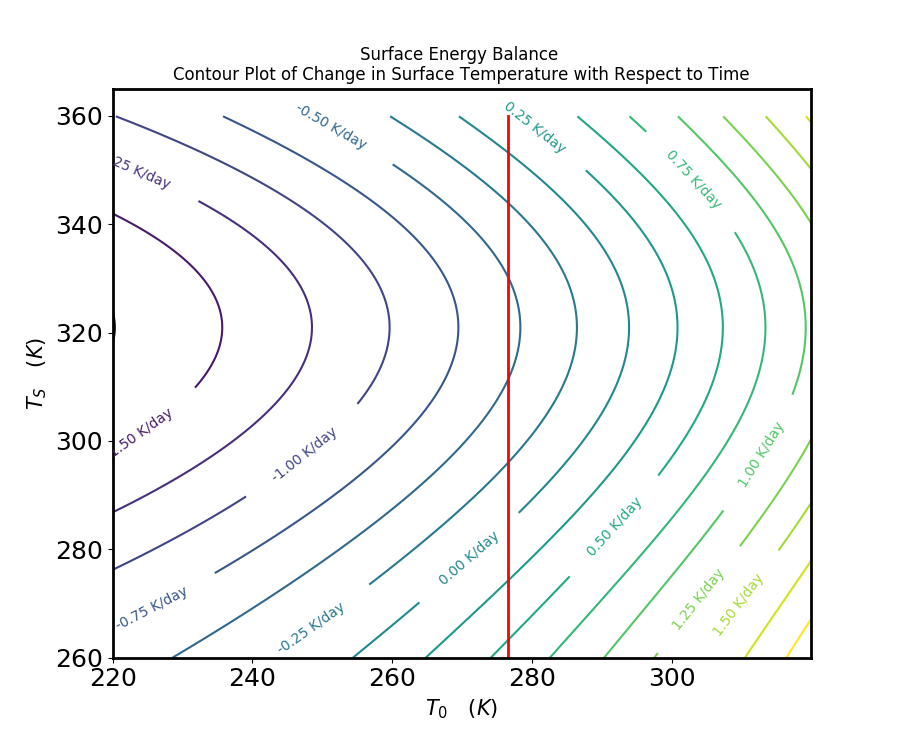 Surface Energy Balance
Contour Plot of Change in Surface Temperature with Respect to Time
360
340
320
300
280
260
T_S (K)
-0.50 K/day
0.25 K/day
25 K/day
0.75 K/day
.50 K/day
-1.00 K/day
1.00 K/day
0.50 K/day
0.00 K/day
-0.75 K/day
-0.25 K/day
1.25 K/day
1.50 K/day
220 240 260 280 300
T_0 (K)